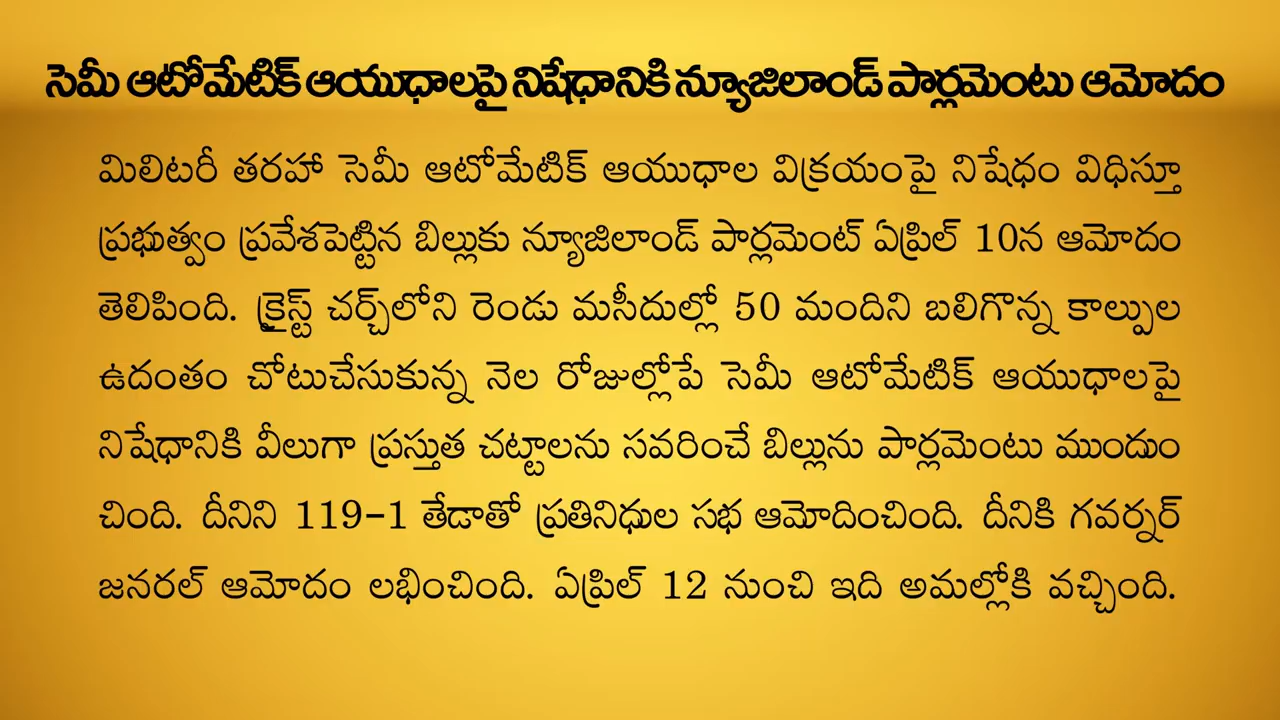 సెమీ ఆటోమేటిక్ ఆయుధాలపై నిషేధానికి న్యూజిలాండ్ పార్లమెంటు ఆమోదం
మిలిటరీ తరహా సెమీ ఆటోమేటిక్ ఆయుధాల విక్రయంపై నిషేధం విధిస్తూ
ప్రభుత్వం ప్రవేశపెట్టిన బిల్లుకు న్యూజిలాండ్ పార్లమెంట్ ఏప్రిల్ 10న ఆమోదం
తెలిపింది. క్రైస్ట్ చర్చ్‌లోని రెండు మసీదుల్లో 50 మందిని బలిగొన్న కాల్పుల
ఉదంతం చోటుచేసుకున్న నెల రోజుల్లోపే సెమీ ఆటోమేటిక్ ఆయుధాలపై
నిషేధానికి వీలుగా ప్రస్తుత చట్టాలను సవరించే బిల్లును పార్లమెంటు ముందుం
చింది. దీనిని 119-1 తేడాతో ప్రతినిధుల సభ ఆమోదించింది. దీనికి గవర్నర్
జనరల్ ఆమోదం లభించింది. ఏప్రిల్ 12 నుంచి ఇది అమల్లోకి వచ్చింది.